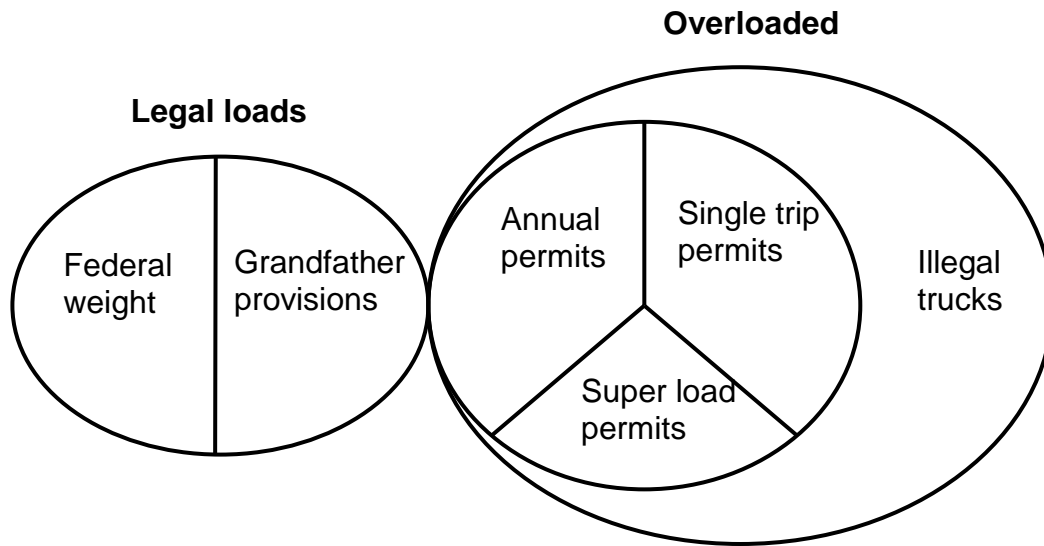 Overloaded
Legal loads
Federal
weight
Grandfather
provisions
Annual
permits
Single trip
permits
Super load
permits
Illegal
trucks